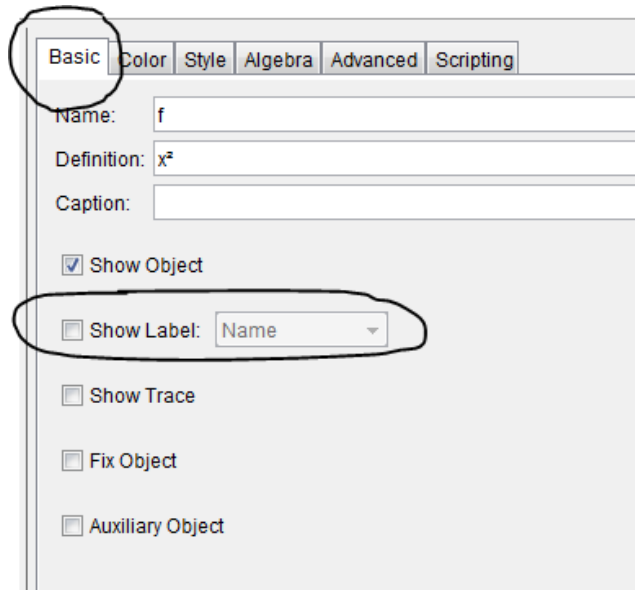 Basic Color Style Algebra Advanced Scripting
Name: f
Definition: x²
Caption:
Show Object
Show Label: Name
Show Trace
Fix Object
Auxiliary Object